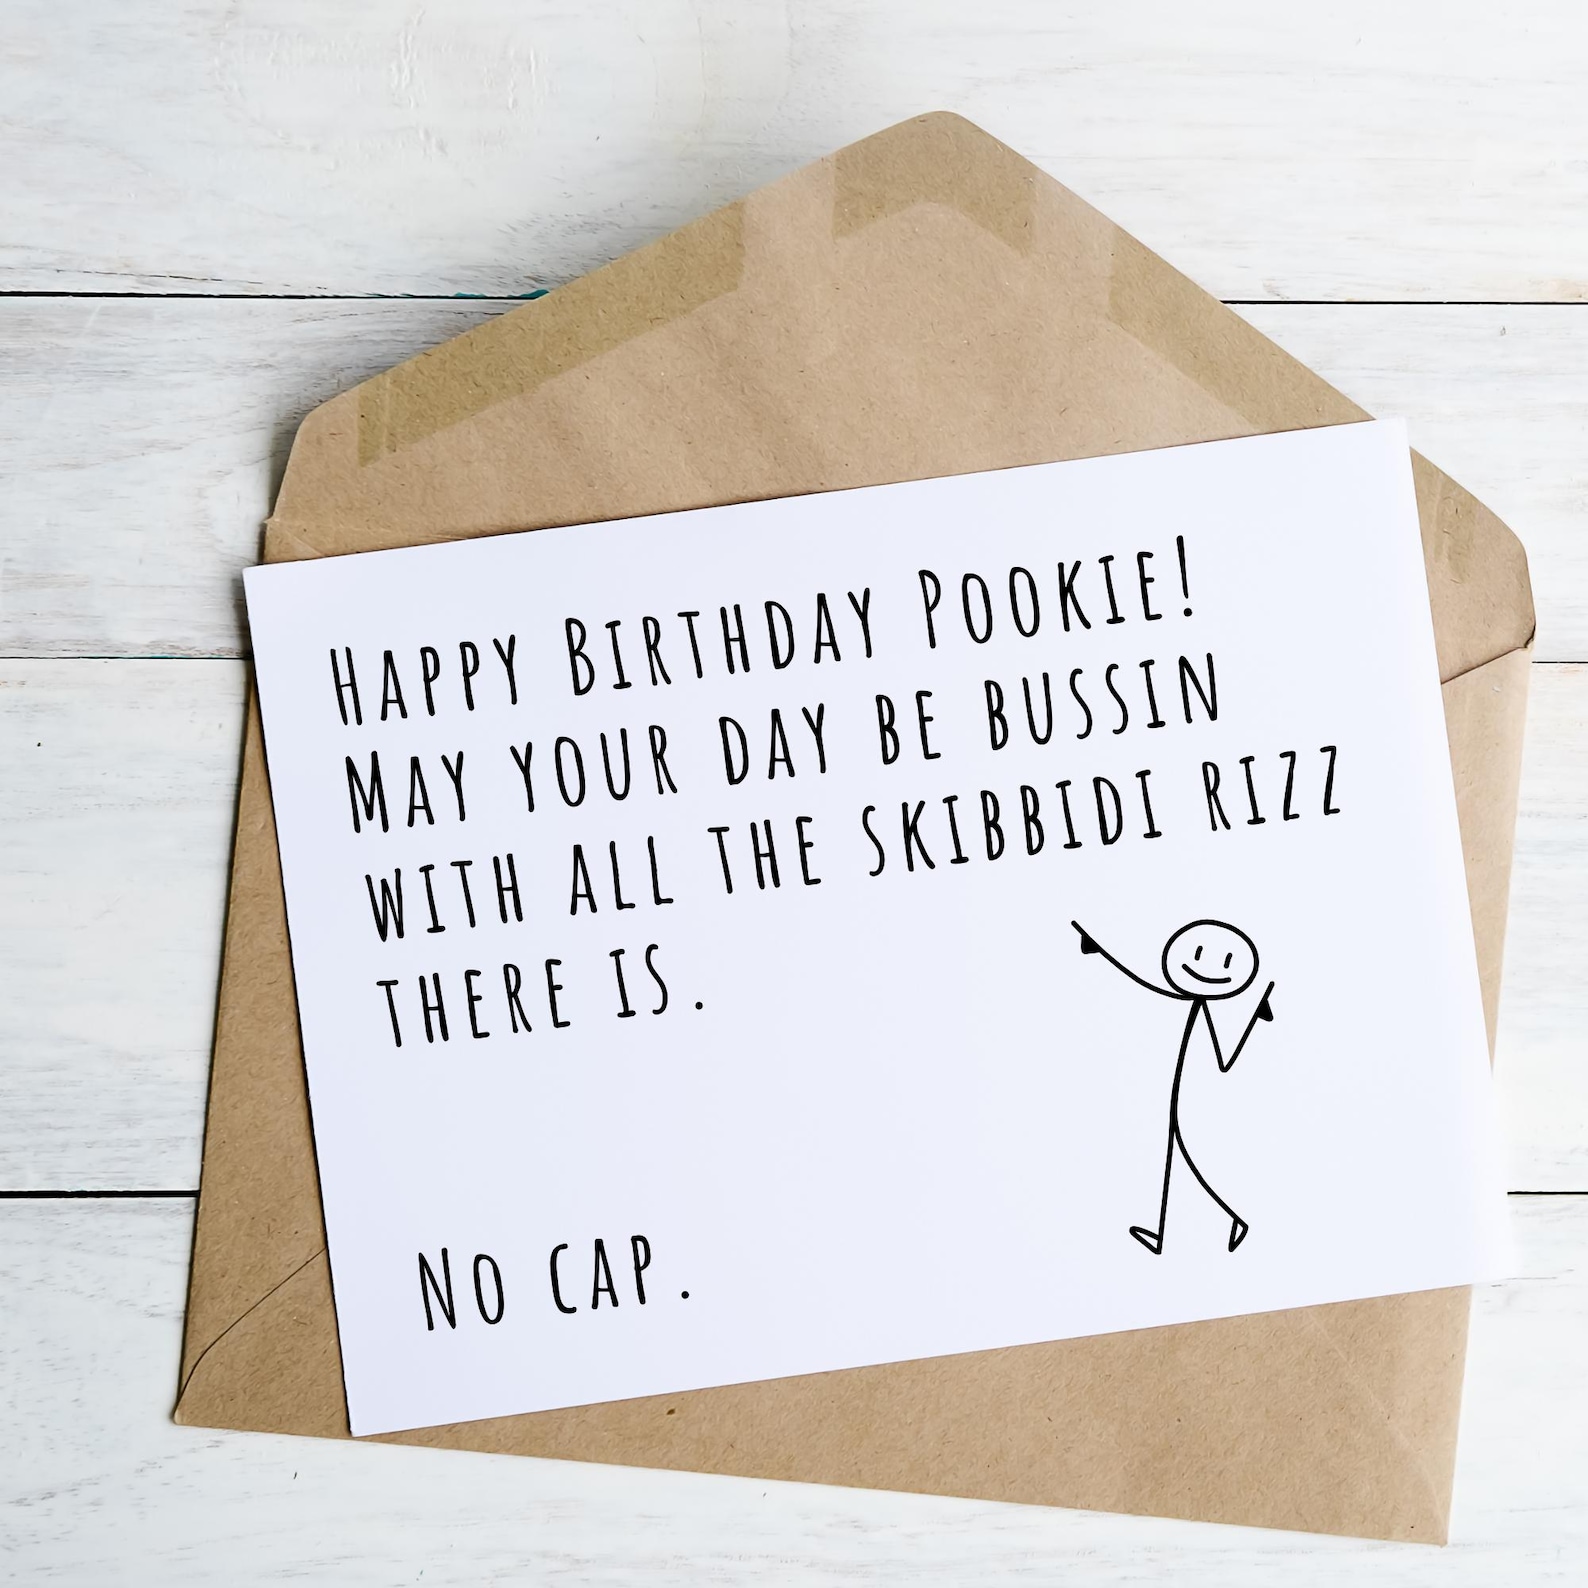 Happy Birthday Pookie!
May your day be bussin
with all the skibbidi rizz
there is.
No cap.